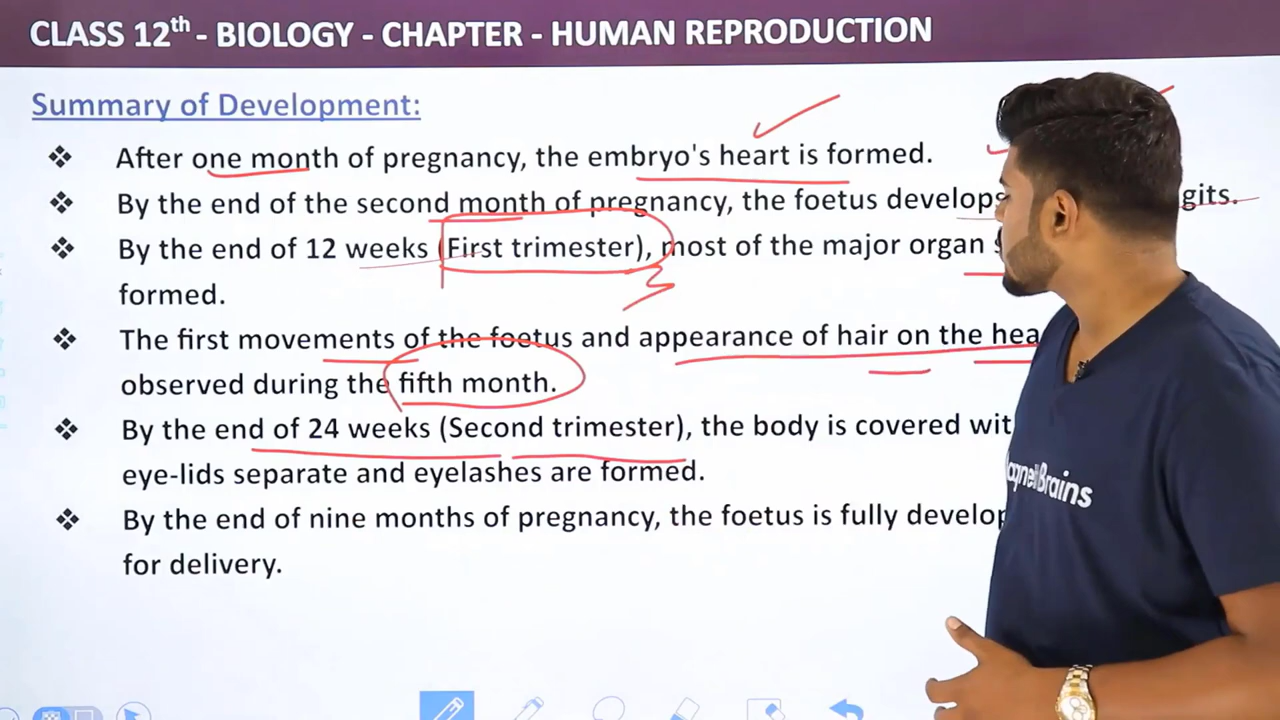 CLASS 12th - BIOLOGY - CHAPTER - HUMAN REPRODUCTION
Summary of Development:
❖ After one month of pregnancy, the embryo's heart is formed.
❖ By the end of the second month of pregnancy, the foetus develops
❖ By the end of 12 weeks (First trimester), most of the major organ
formed.
❖ The first movements of the foetus and appearance of hair on the
observed during the fifth month.
❖ By the end of 24 weeks (Second trimester), the body is covered
eye-lids separate and eyelashes are formed.
❖ By the end of nine months of pregnancy, the foetus is fully
for delivery.
Brains